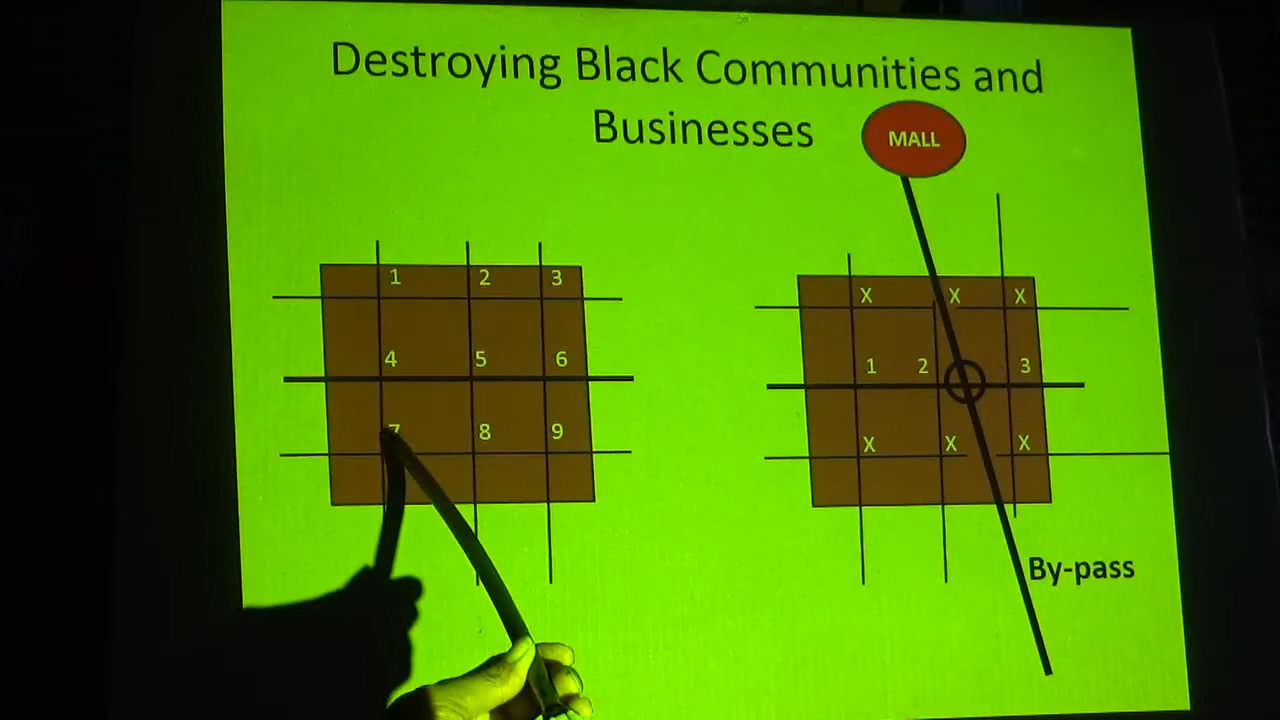 Destroying Black Communities and
Businesses
MALL
1 2 3
4 5 6
7 8 9
X X X
1 2 3
X X X
By-pass